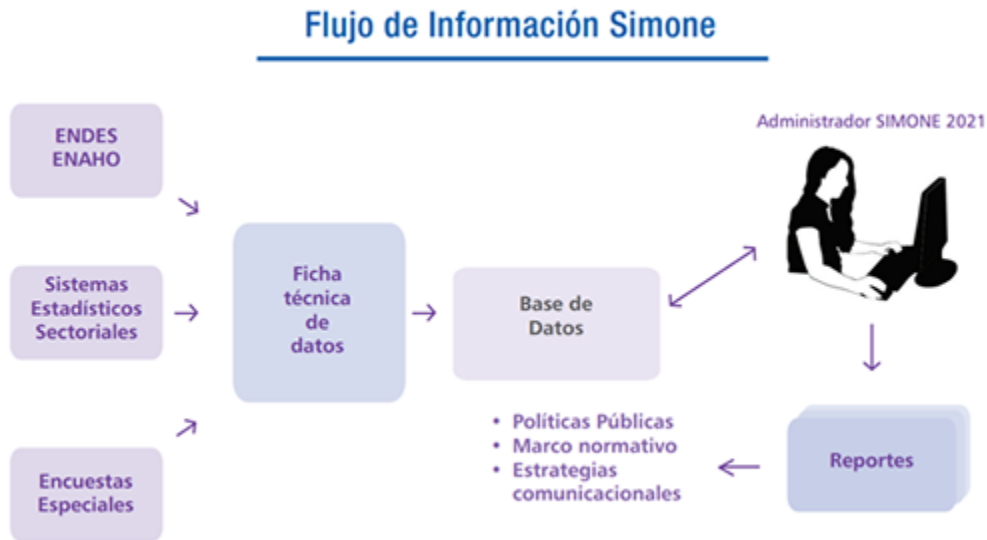 Flujo de Información Simone
ENDES
ENAHO
Sistemas
Estadísticos
Sectoriales
Encuestas
Especiales
Ficha
técnica
de
datos
Base de
Datos
Administrador SIMONE 2021
Reportes
• Políticas Públicas
• Marco normativo
• Estrategias
comunicacionales